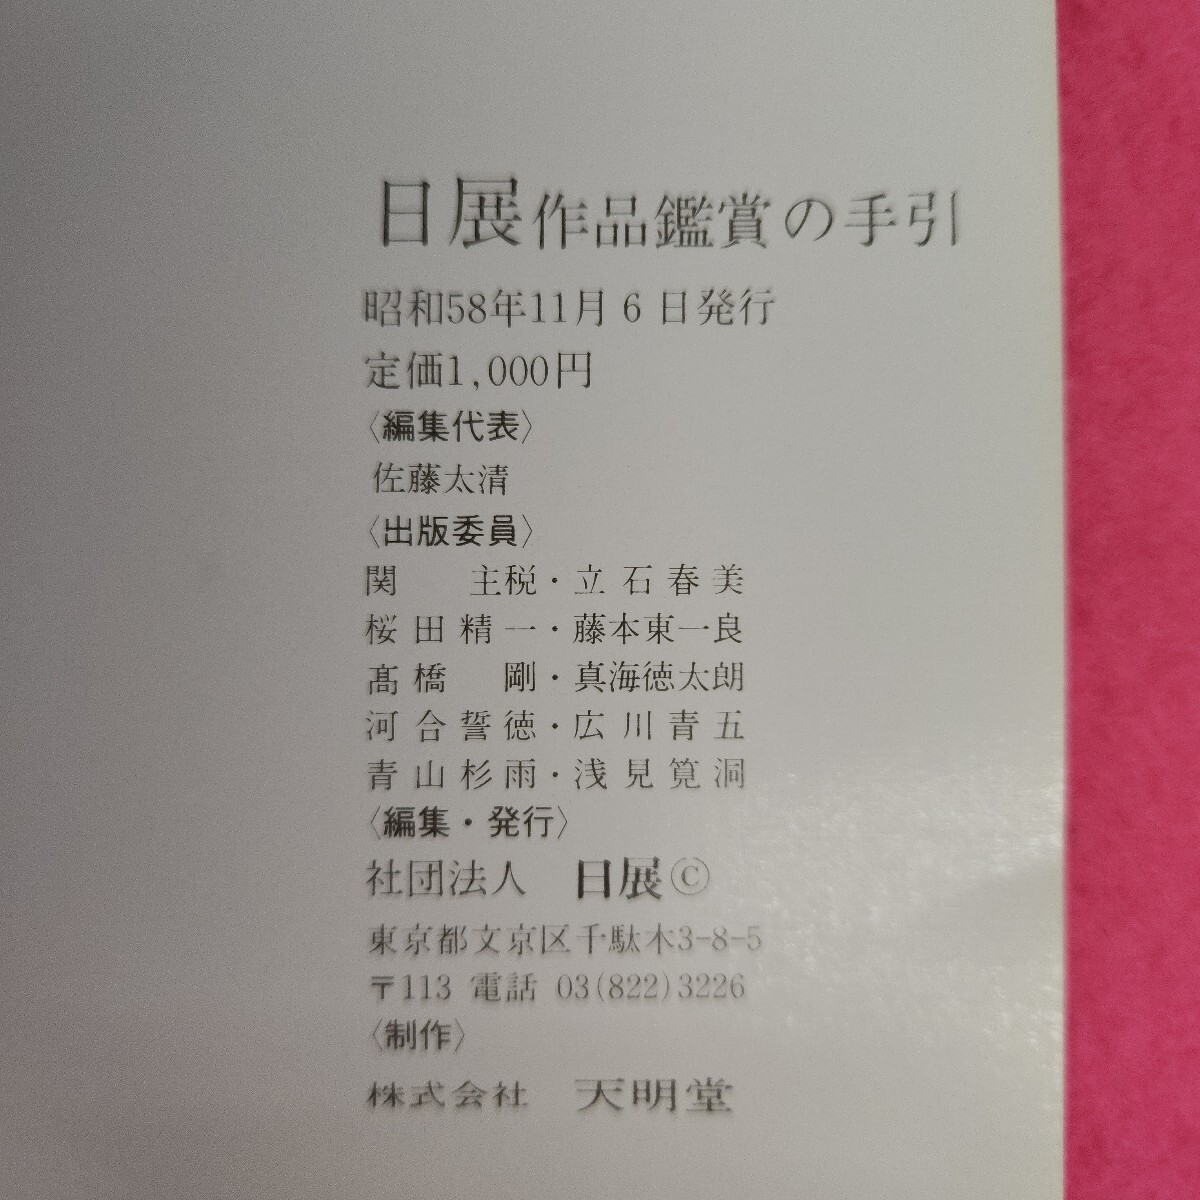 日展作品鑑賞の手引
昭和58年11月6日発行
定価1,000円
〈編集代表〉
佐藤太清
〈出版委員〉
関　主税・立石春美
桜田精一・藤本東一良
髙橋　剛・真海徳太朗
河合誓徳・広川青五
青山杉雨・浅見筧洞
〈編集・発行〉
社団法人　日展©
東京都文京区千駄木3-8-5
〒113 電話 03(822)3226
〈制作〉
株式会社　天明堂